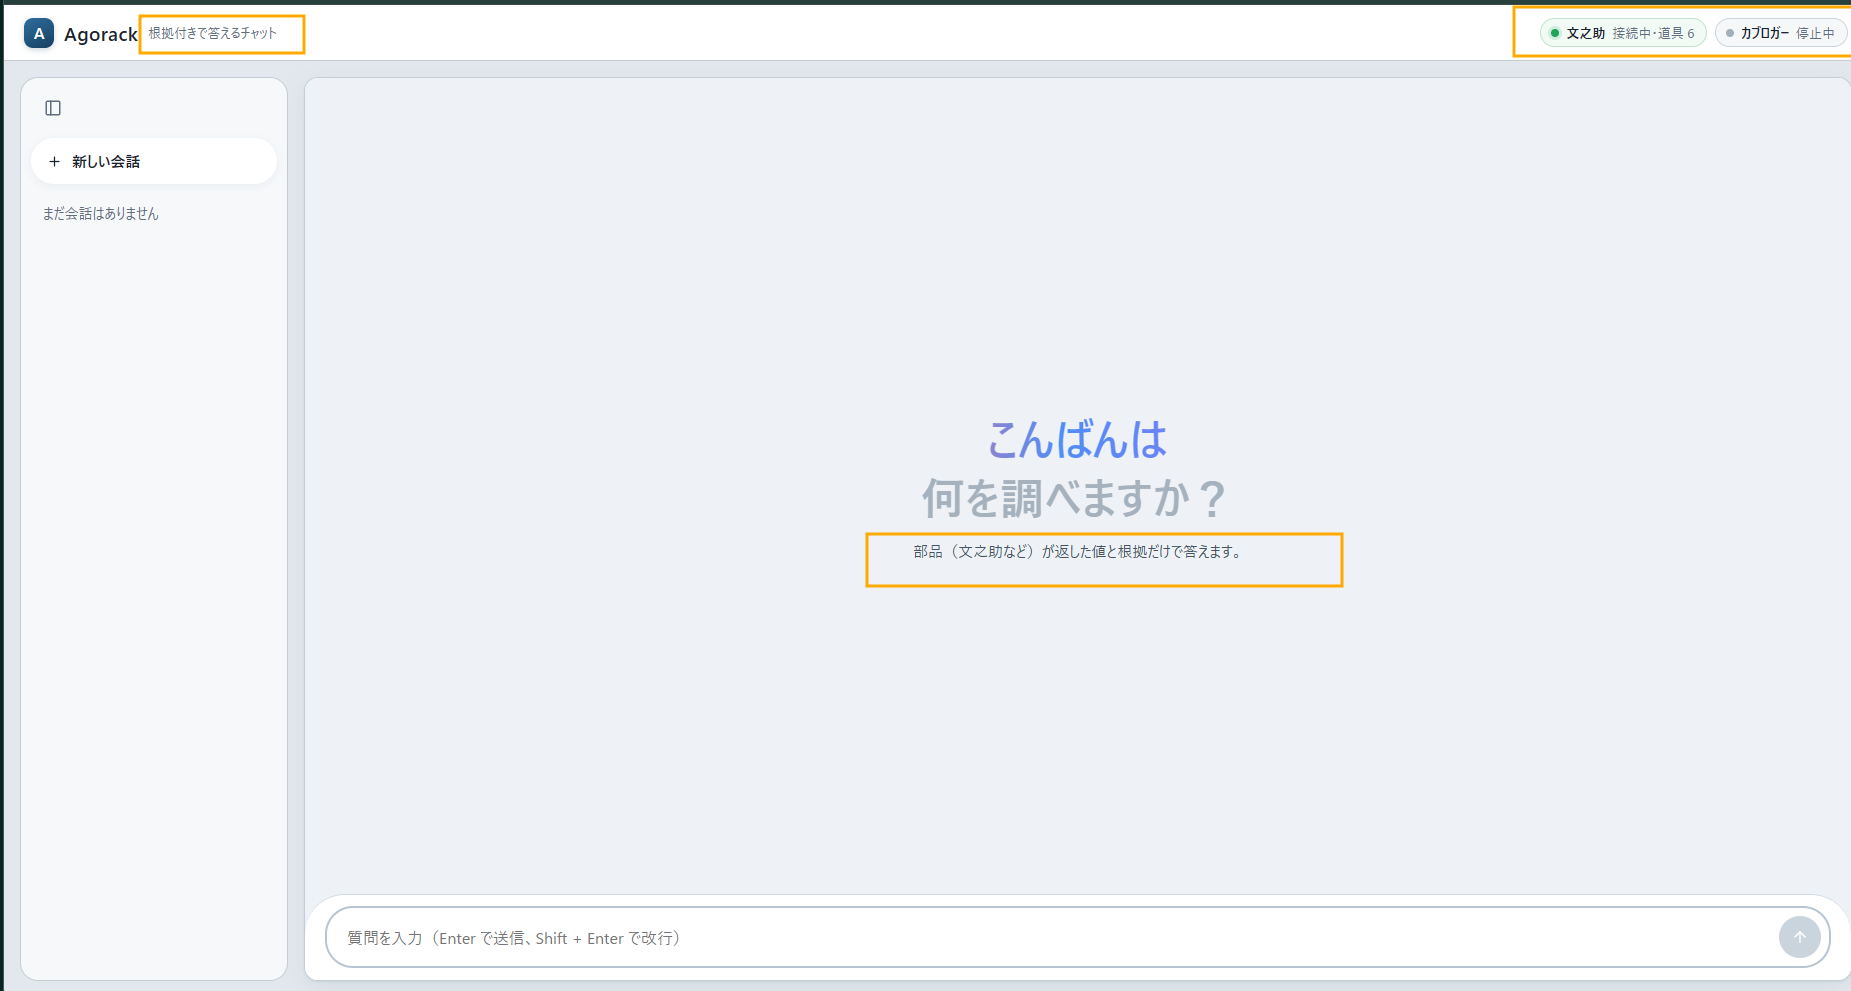 A Agorack 根拠付きで答えるチャット
文之助 接続中・道具 6 カブロガー 停止中
+ 新しい会話
まだ会話はありません
こんばんは
何を調べますか？
部品（文之助など）が返した値と根拠だけで答えます。
質問を入力（Enter で送信、Shift + Enter で改行）